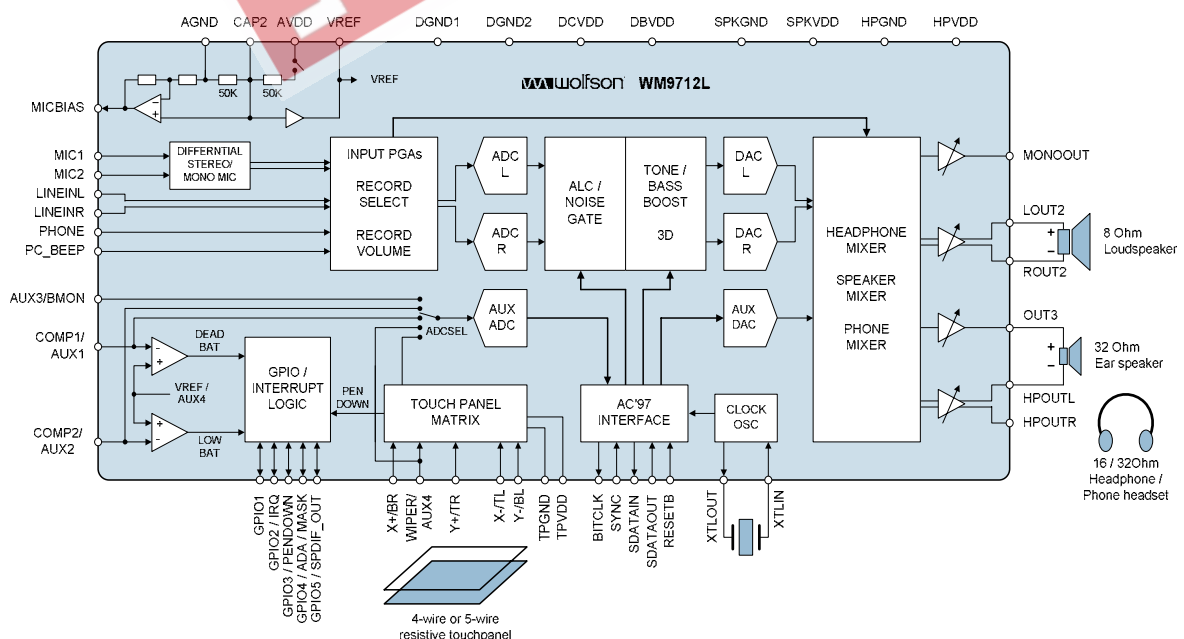 AGND CAP2 AVDD VREF DGND1 DGND2 DCVDD DBVDD SPKGND SPKVDD HPGND HPVDD
50K
50K
VREF
wolfson WM9712L
MICBIAS
MIC1
MIC2
LINEINL
LINEINR
PHONE
PC_BEEP
AUX3/BMON
COMP1/
AUX1
COMP2/
AUX2
DIFFERNTIAL
STEREO/
MONO MIC
INPUT PGAs
RECORD
SELECT
RECORD
VOLUME
ADC
L
ADC
R
ALC /
NOISE
GATE
TONE /
BASS
BOOST
3D
DAC
L
DAC
R
HEADPHONE
MIXER
SPEAKER
MIXER
PHONE
MIXER
MONOOUT
LOUT2
+
−
ROUT2
8 Ohm
Loudspeaker
OUT3
+
−
32 Ohm
Ear speaker
HPOUTL
HPOUTR
16 / 32Ohm
Headphone /
Phone headset
ADCSEL
AUX
ADC
AUX
DAC
DEAD
BAT
VREF /
AUX4
LOW
BAT
GPIO /
INTERRUPT
LOGIC
PEN
DOWN
TOUCH PANEL
MATRIX
AC'97
INTERFACE
CLOCK
OSC
GPIO1
GPIO2 / IRQ
GPIO3 / PENDOWN
GPIO4 / ADA / MASK
GPIO5 / SPDIF_OUT
X+/BR
WIPER/
AUX4
Y+/TR
X-/TL
Y-/BL
TPGND
TPVDD
BITCLK
SYNC
SDATAIN
SDATAOUT
RESETB
XTLOUT
XTLIN
4-wire or 5-wire
resistive touchpanel